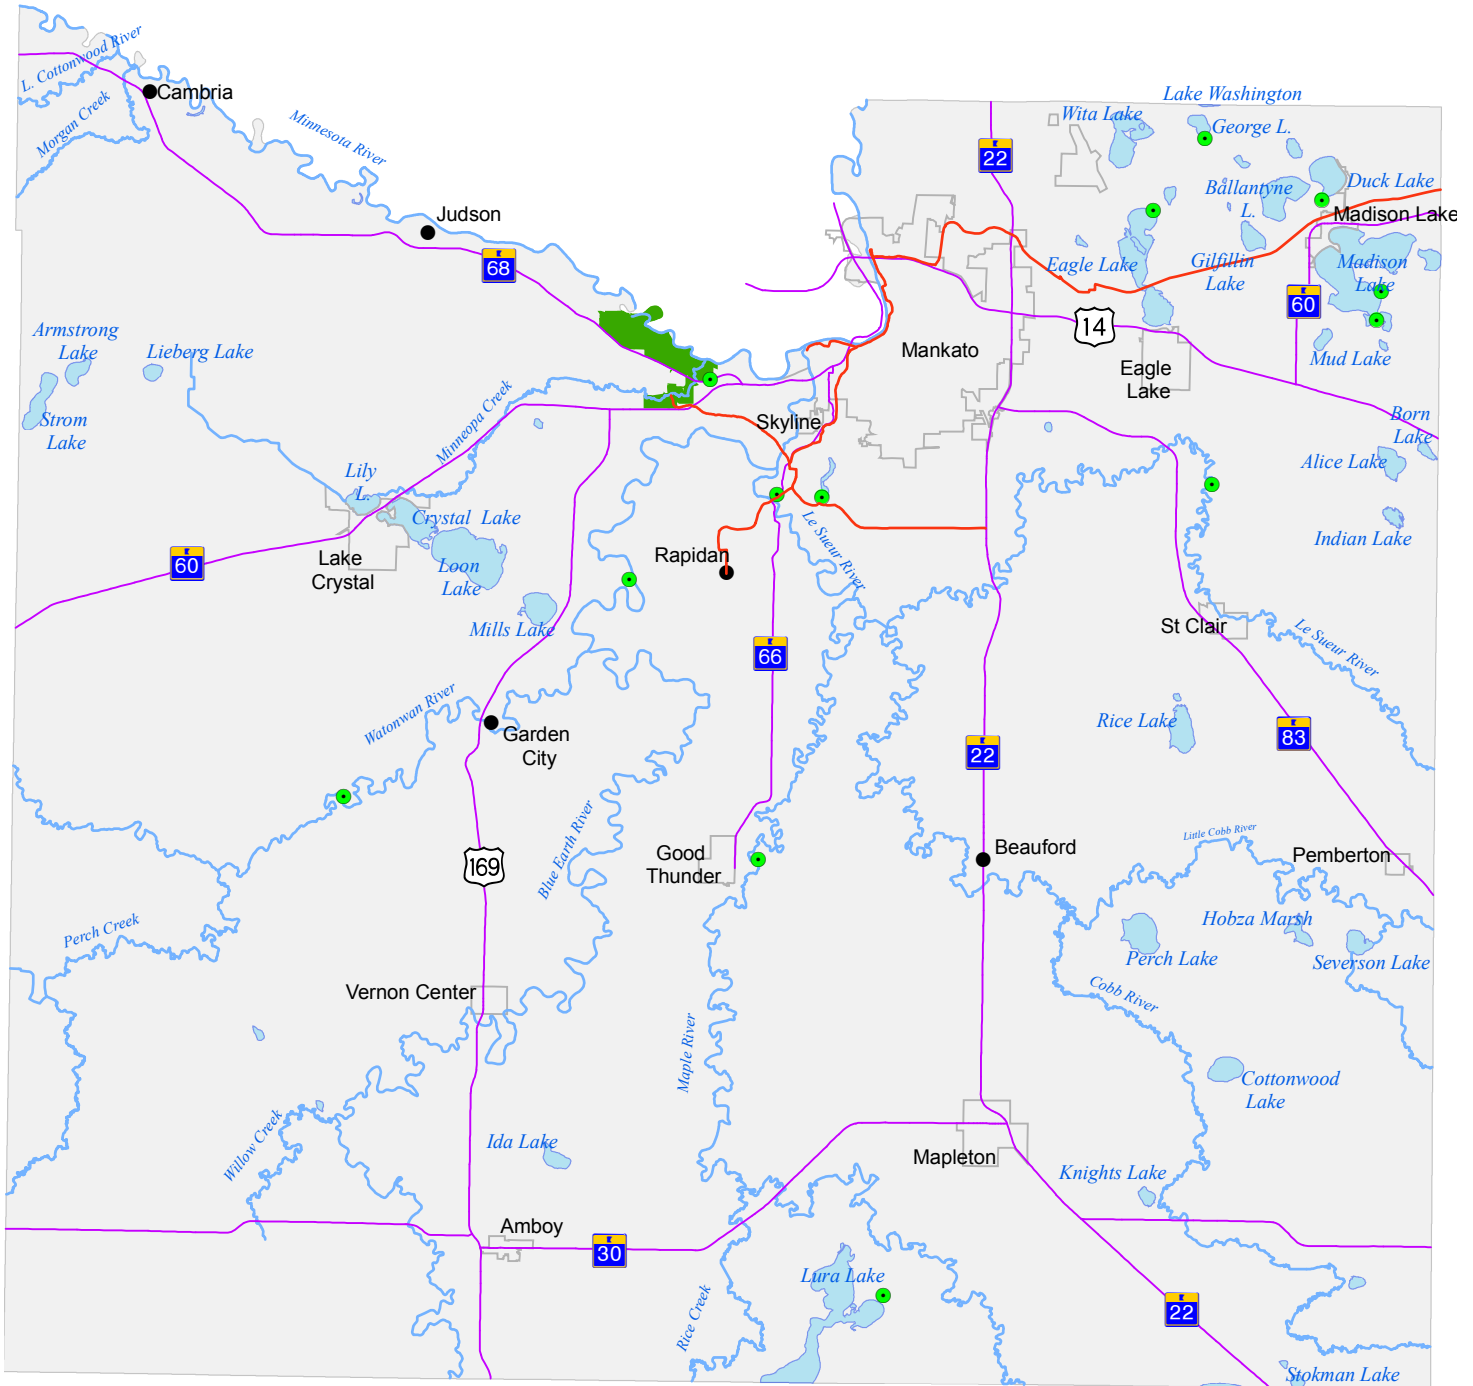 Lake Washington
L. Cottonwood River
Cambria
Wita Lake
George L.
Morgan Creek
Minnesota River
22
Duck Lake
Ballantyne
L.
Judson
Madison Lake
68
Eagle Lake
Gilfillin
Lake
Madison
Lake
60
14
Armstrong
Lake
Lieberg Lake
Mankato
Eagle
Lake
Mud Lake
Minneopa Creek
Strom
Lake
Skyline
Born
Lake
Lily
L.
Alice Lake
Crystal Lake
Le Sueur River
Indian Lake
60
Lake
Crystal
Loon
Lake
Rapidan
Mills Lake
St Clair
Le Sueur River
66
Watonwan River
Garden
City
Rice Lake
83
22
Blue Earth River
Little Cobb River
169
Good
Thunder
Beauford
Pemberton
Perch Creek
Hobza Marsh
Perch Lake
Severson Lake
Vernon Center
Cobb River
Maple River
Cottonwood
Lake
Willow Creek
Ida Lake
Mapleton
Knights Lake
Amboy
30
Lura Lake
Rice Creek
22
Stokman Lake